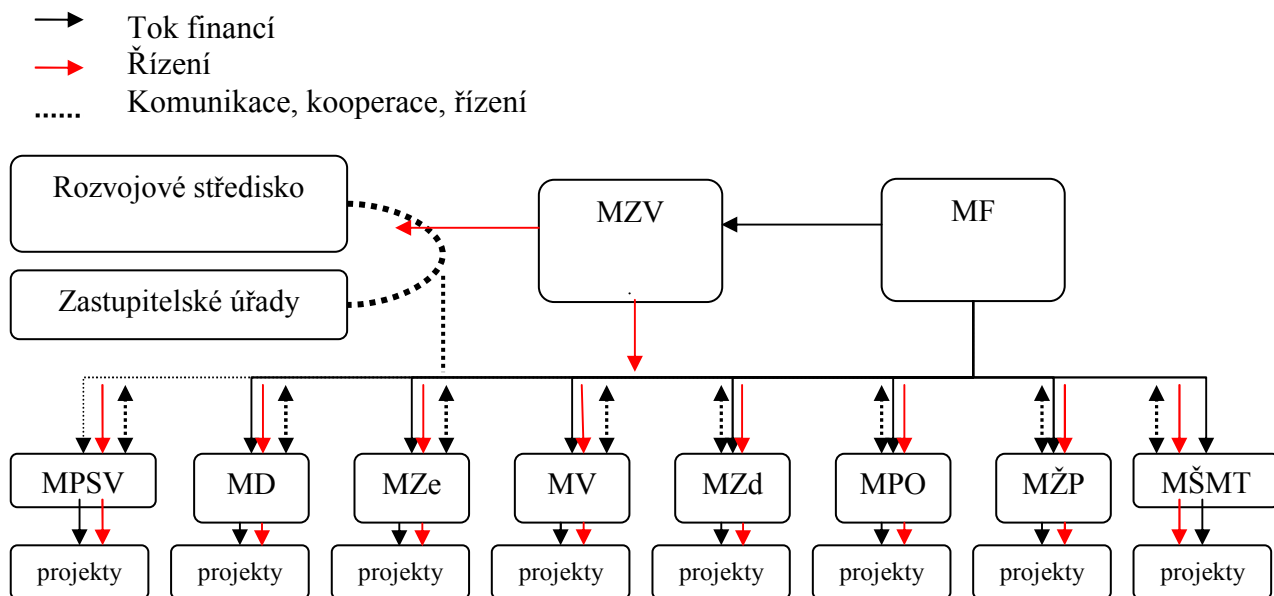 Tok financí
Řízení
Komunikace, kooperace, řízení
Rozvojové středisko
MZV
MF
Zastupitelské úřady
MPSV
MD
MZe
MV
MZd
MPO
MŽP
MŠMT
projekty
projekty
projekty
projekty
projekty
projekty
projekty
projekty